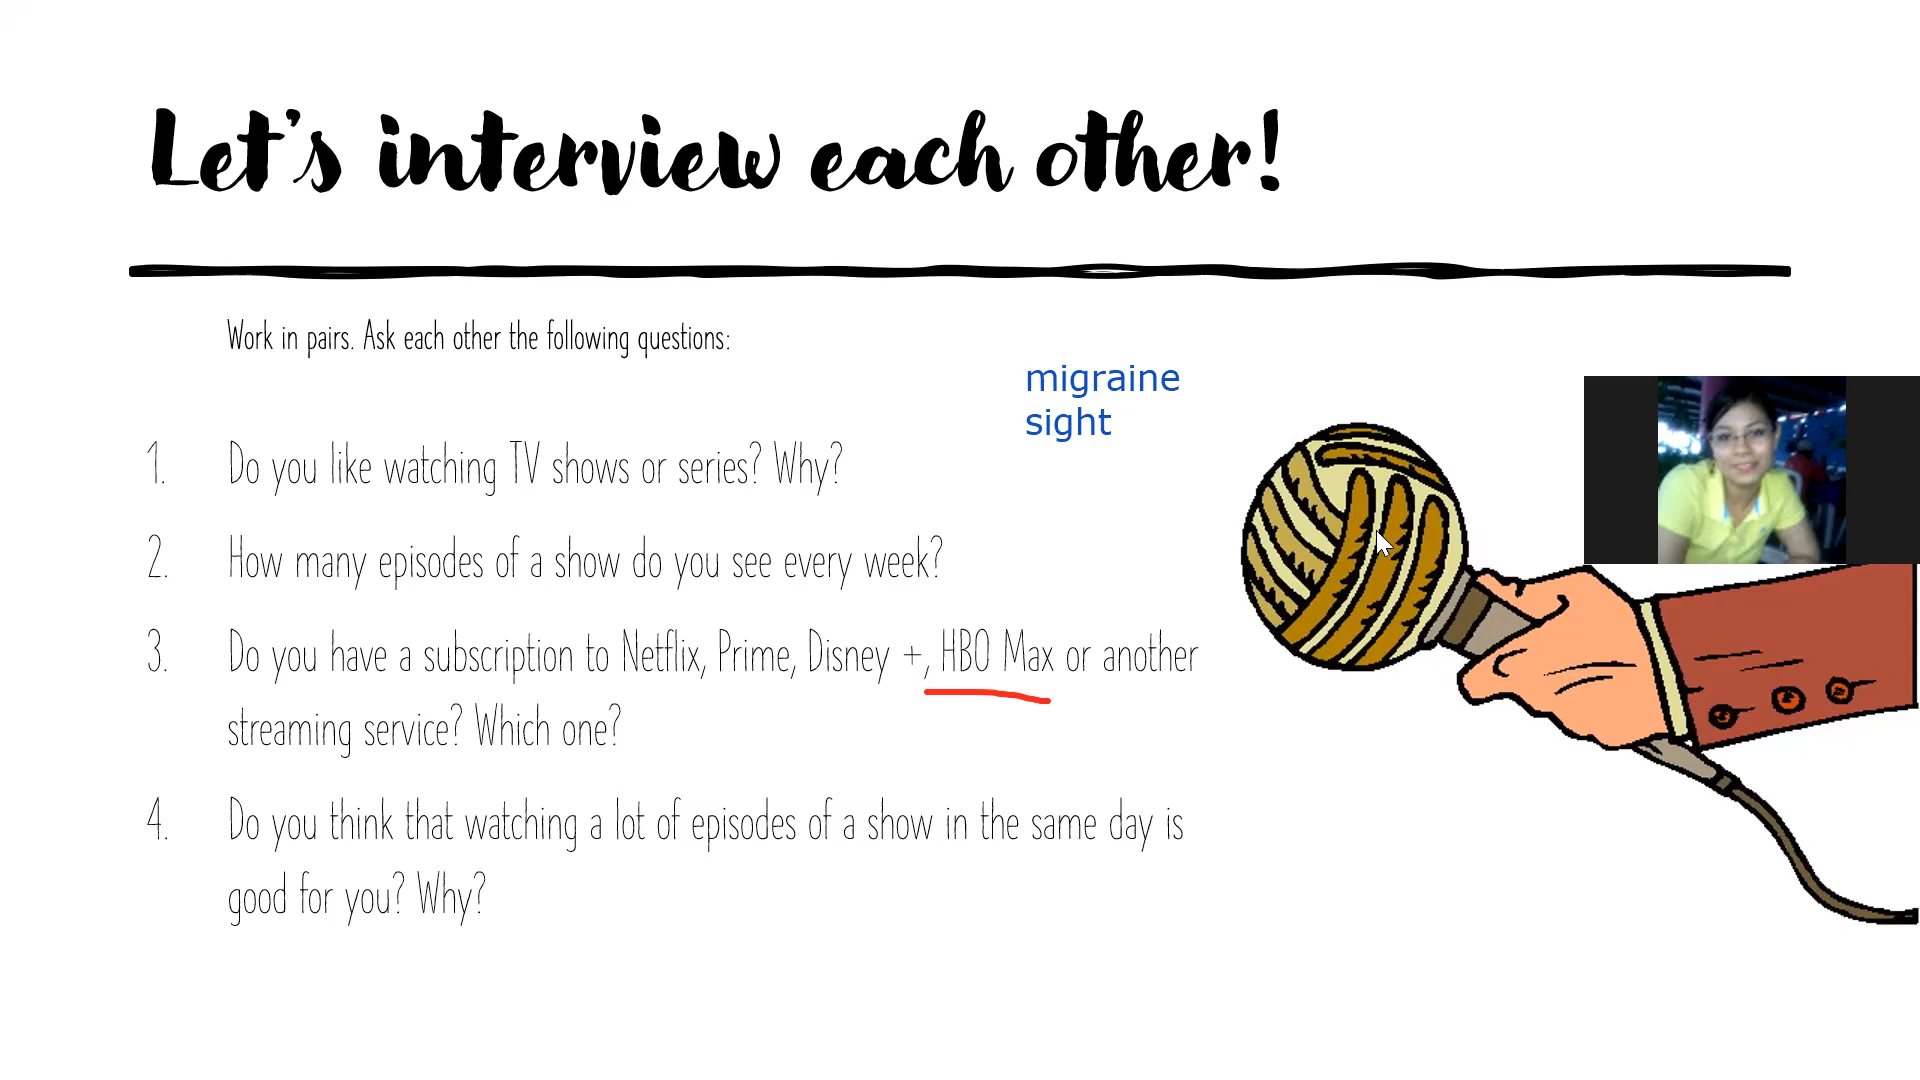 Let's interview each other!
Work in pairs. Ask each other the following questions:
migraine
sight
1. Do you like watching TV shows or series? Why?
2. How many episodes of a show do you see every week?
3. Do you have a subscription to Netflix, Prime, Disney +, HBO Max or another
streaming service? Which one?
4. Do you think that watching a lot of episodes of a show in the same day is
good for you? Why?